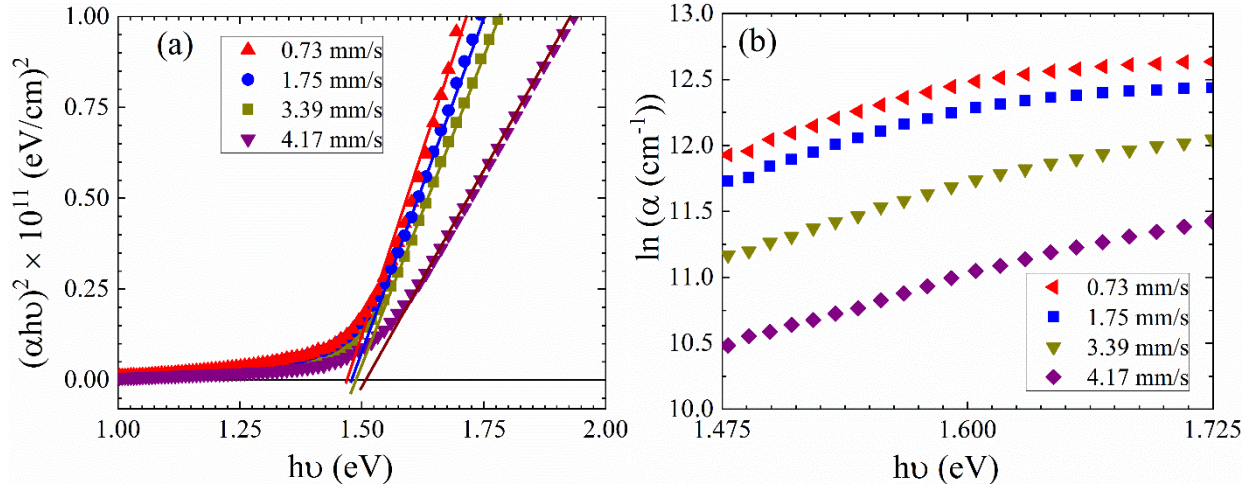 (a)
0.73 mm/s
1.75 mm/s
3.39 mm/s
4.17 mm/s
1.00
0.75
0.50
0.25
0.00
(αhυ)² × 10¹¹ (eV/cm)²
1.00 1.25 1.50 1.75 2.00
hυ (eV)
(b)
13.0
12.5
12.0
11.5
11.0
10.5
10.0
ln (α (cm⁻¹))
0.73 mm/s
1.75 mm/s
3.39 mm/s
4.17 mm/s
1.475 1.600 1.725
hυ (eV)